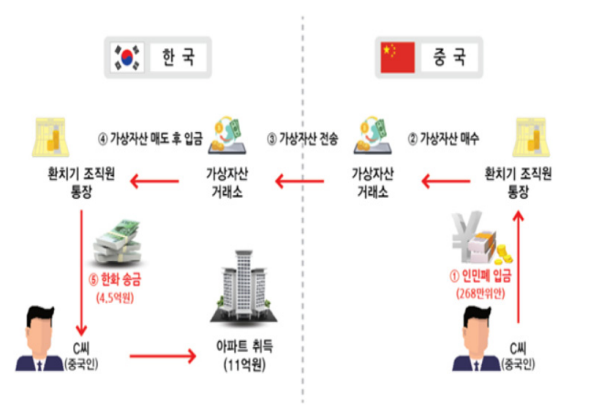 한 국
중 국
④ 가상자산 매도 후 입금
③ 가상자산 전송
② 가상자산 매수
환치기 조직원
통장
가상자산
거래소
가상자산
거래소
환치기 조직원
통장
⑤ 한화 송금
(4.5억원)
① 인민폐 입금
(268만위안)
C씨
(중국인)
아파트 취득
(11억원)
C씨
(중국인)